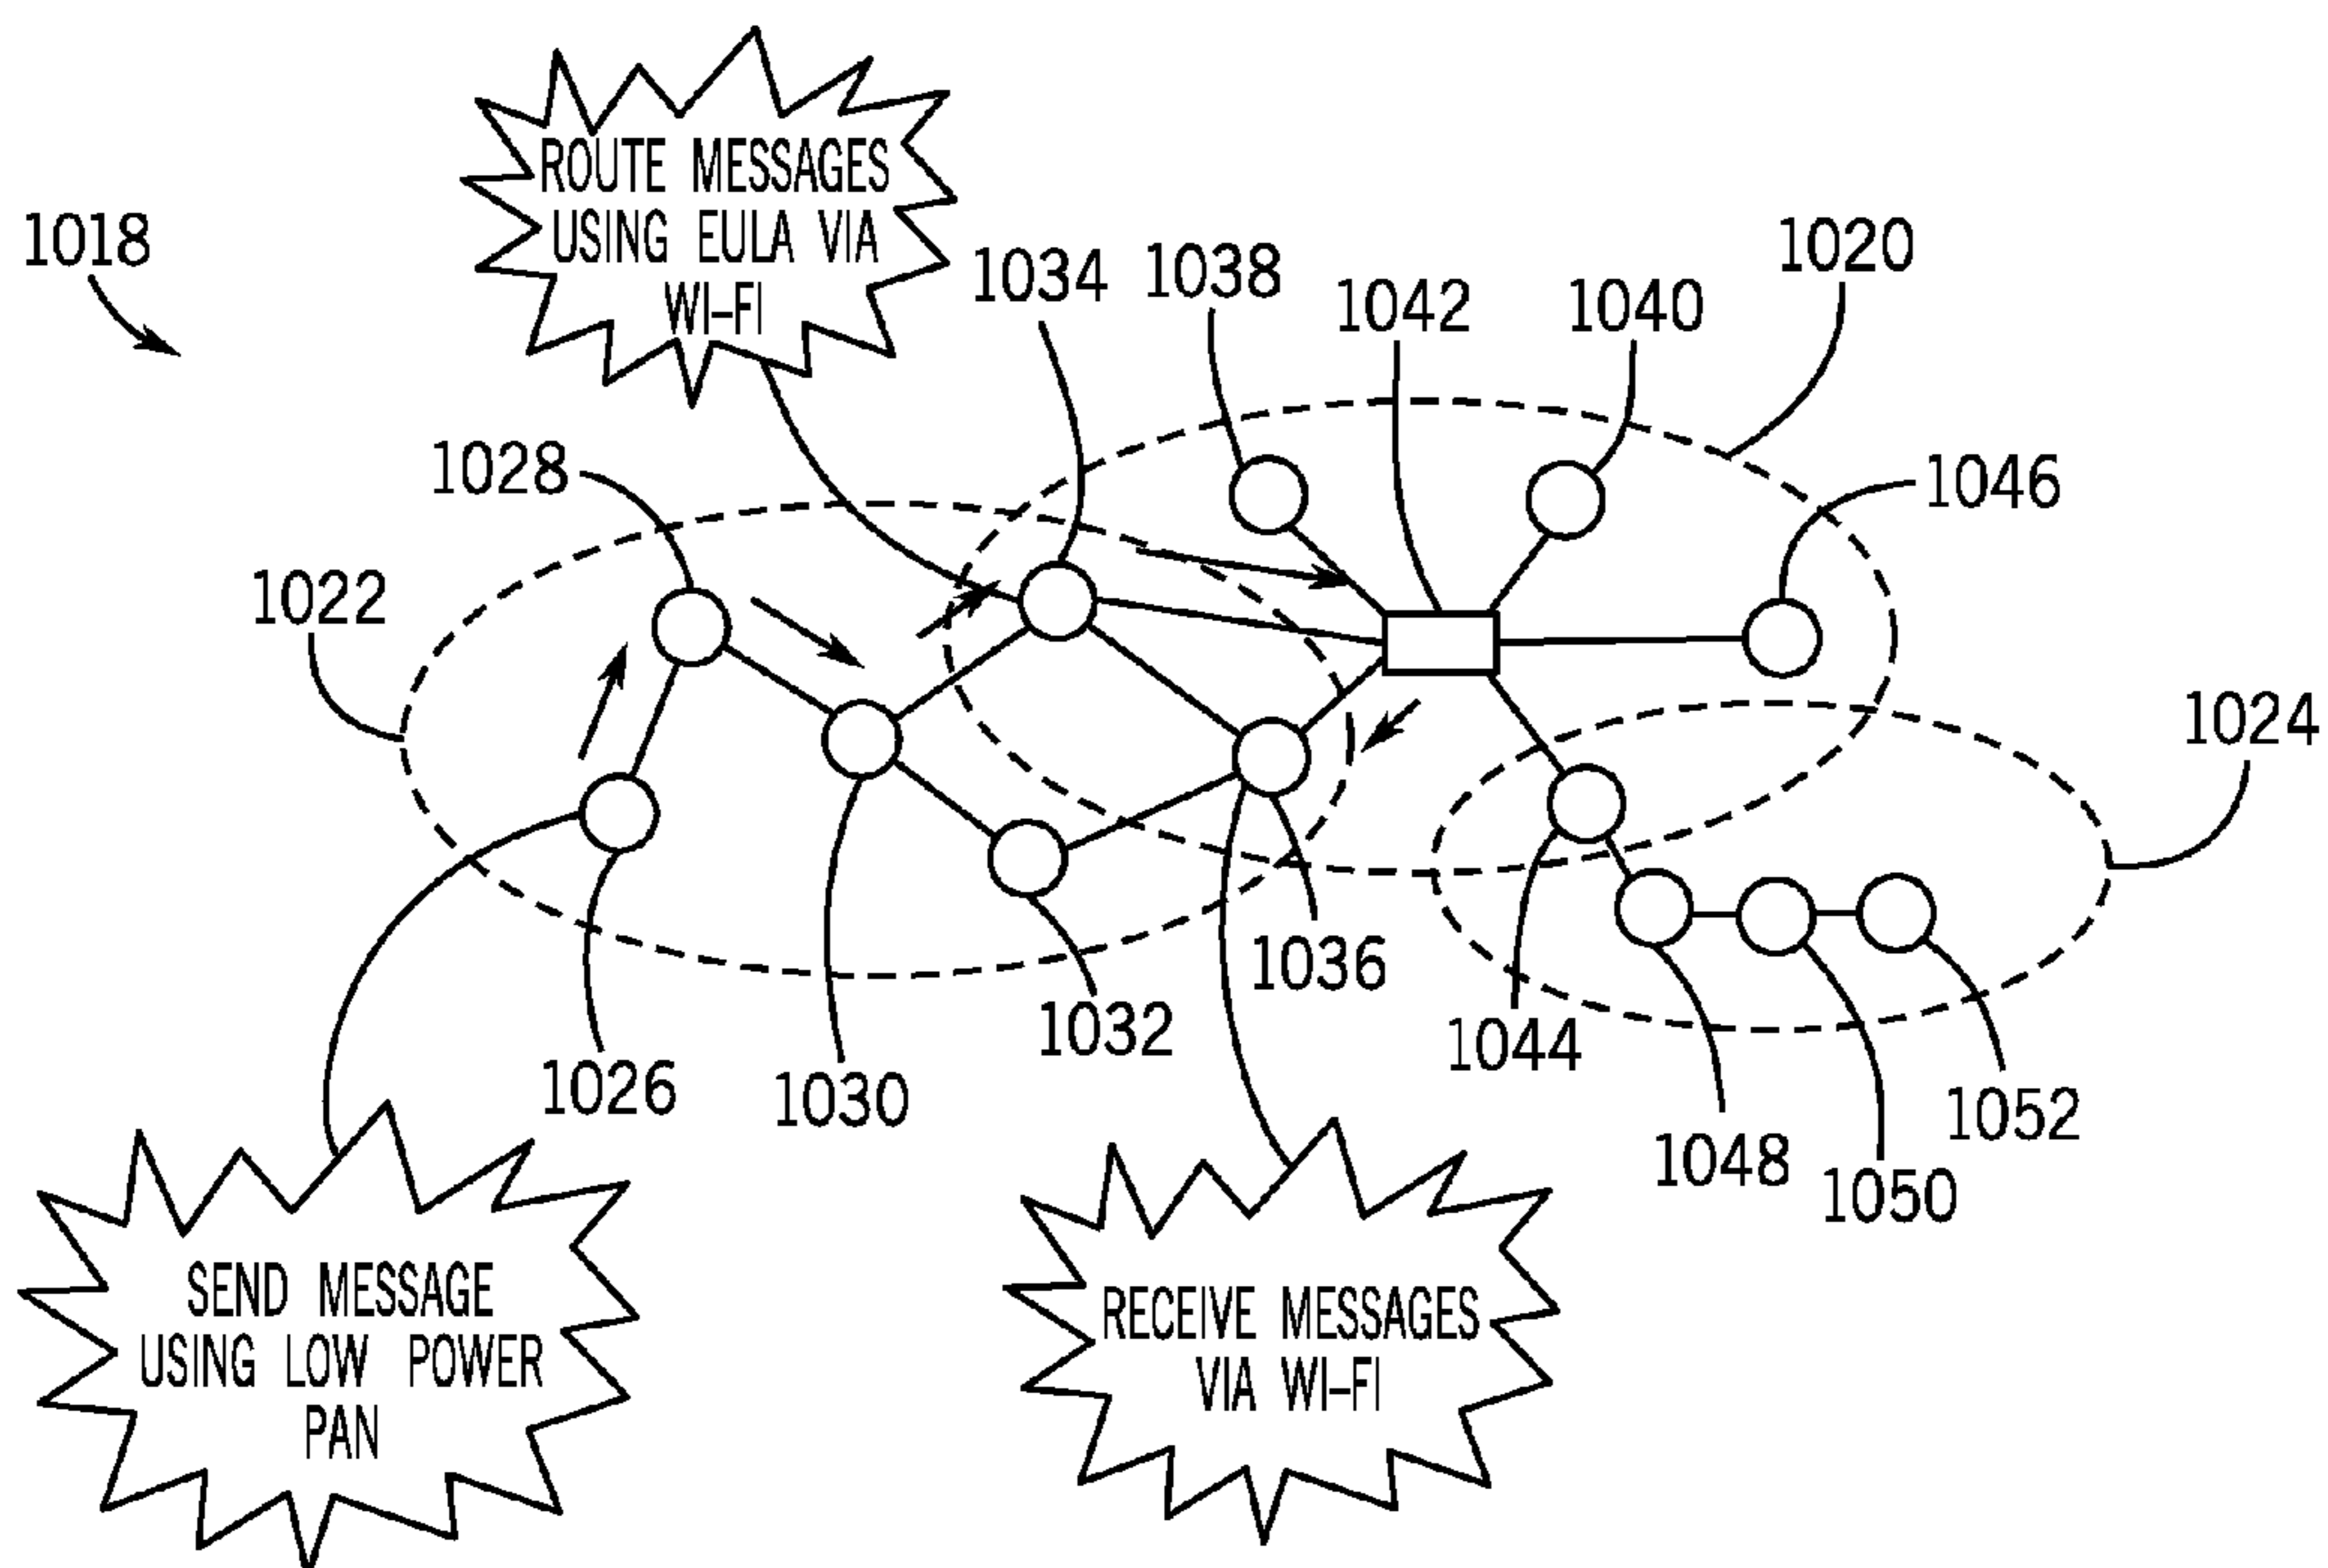 ROUTE MESSAGES
USING EULA VIA
WI-FI
1018
1034
1038
1042
1040
1020
1028
1046
1022
1024
1036
1032
1044
1026
1030
1052
1048
1050
SEND MESSAGE
USING LOW POWER
PAN
RECEIVE MESSAGES
VIA WI-FI